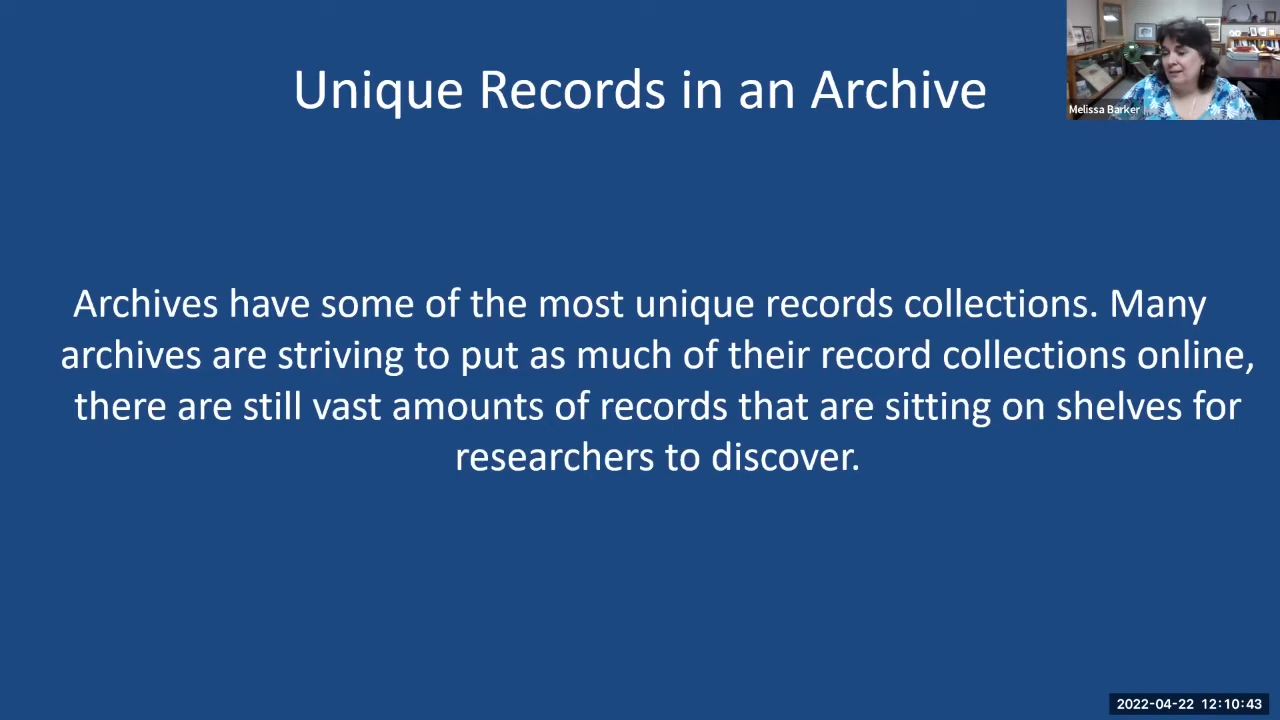 Unique Records in an Archive
Melissa Barker
Archives have some of the most unique records collections. Many
archives are striving to put as much of their record collections online,
there are still vast amounts of records that are sitting on shelves for
researchers to discover.
2022-04-22 12:10:43